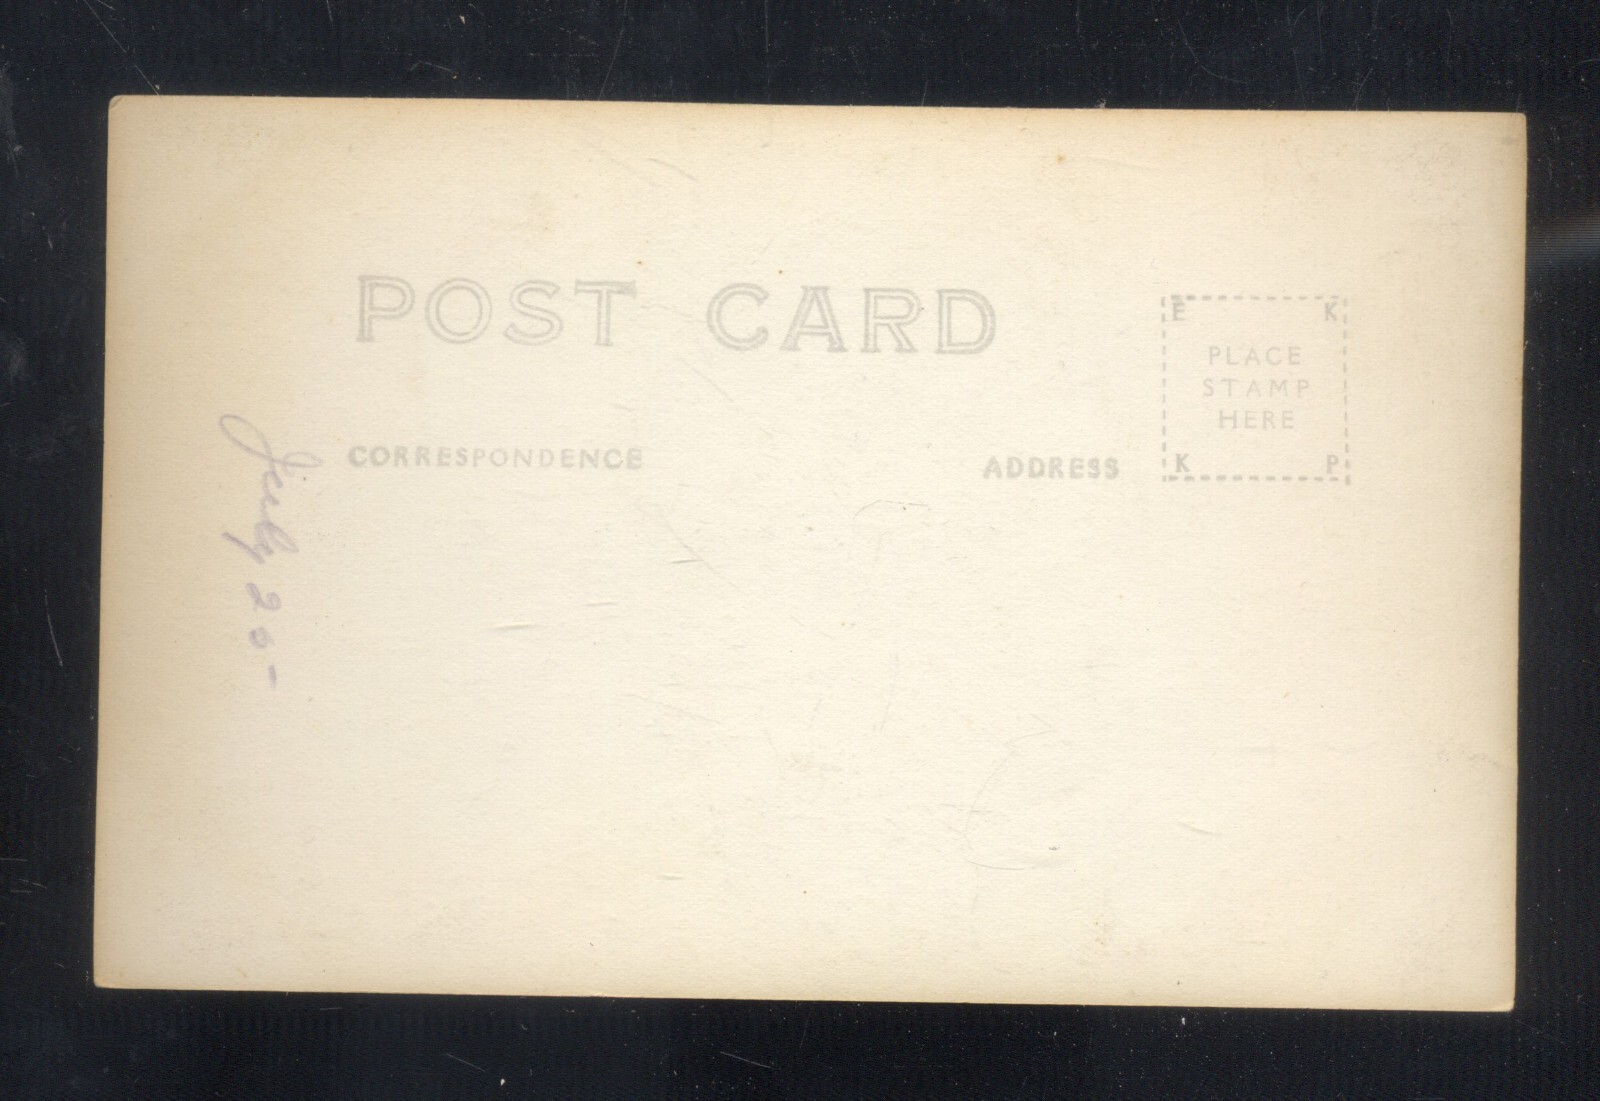 POST CARD
E K
PLACE
STAMP
HERE
K P
CORRESPONDENCE
ADDRESS
July 20-